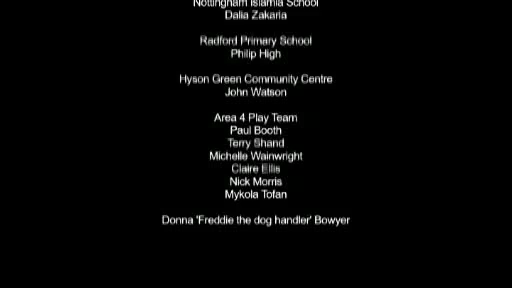 Nottingham Islamia School
Dalia Zakaria
Radford Primary School
Philip High
Hyson Green Community Centre
John Watson
Area 4 Play Team
Paul Booth
Terry Shand
Michelle Wainwright
Claire Ellis
Nick Morris
Mykola Tofan
Donna 'Freddie the dog handler' Bowyer